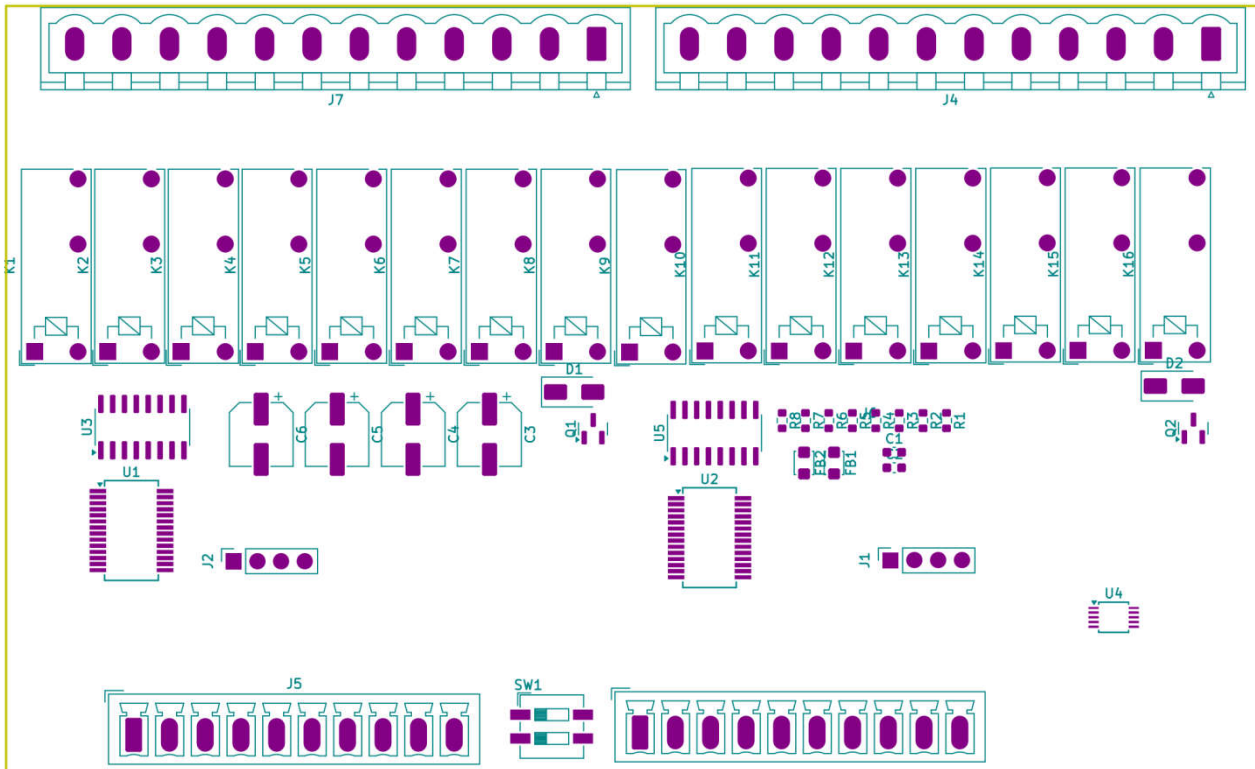 J7
J4
K1
K2
K3
K4
K5
K6
K7
K8
K9
K10
K11
K12
K13
K14
K15
K16
D1
D2
U3
+
C6
+
C5
+
C4
+
C3
Q1
U5
R8
R7
R6
R5
R4
R3
R2
R1
Q2
C1
FB2
FB1
U1
U2
J2
J1
U4
J5
SW1